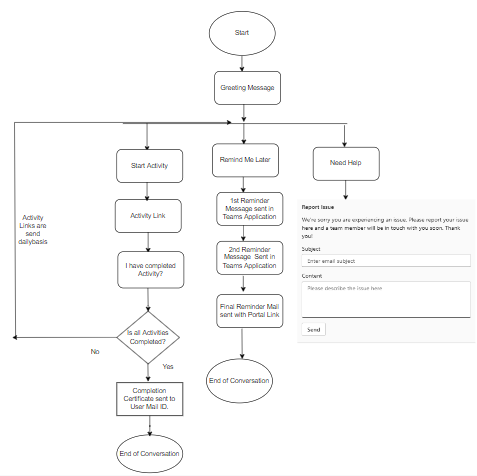 Start
Greeting Message
Start Activity
Remind Me Later
Need Help
Activity Link
1st Reminder
Message sent in
Teams Application
Report Issue
We're sorry you are experiencing an issue. Please report your issue
here and a team member will be in touch with you soon. Thank
you!
Subject
Enter email subject
Content
Please describe the issue here
Send
Activity
Links are
send
dailybasis
I have completed
Activity?
2nd Reminder
Message Sent in
Teams Application
Final Reminder Mail
sent with Portal Link
Is all Activities
Completed?
No
Yes
End of Conversation
Completion
Certificate sent to
User Mail ID.
End of Conversation